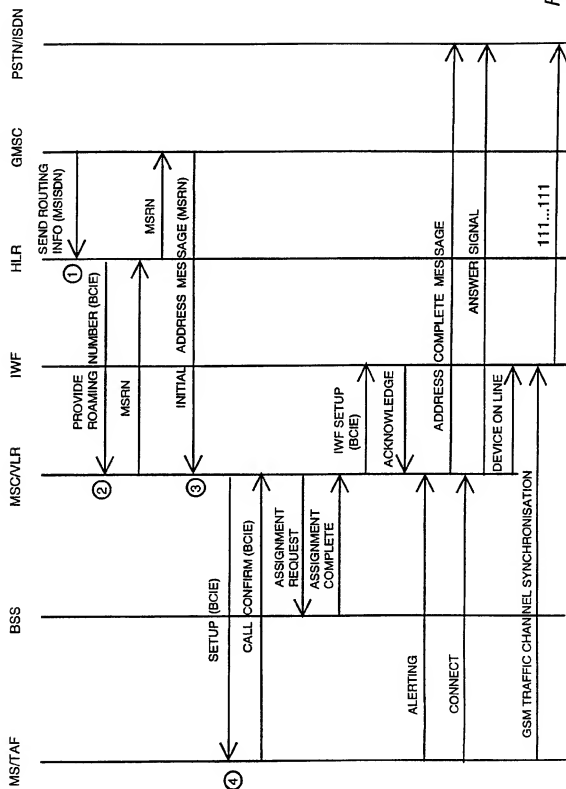 MS/TAF
BSS
MSC/VLR
IWF
HLR
GMSC
PSTN/ISDN
SEND ROUTING
INFO (MSISDN)
1
PROVIDE
ROAMING NUMBER (BCIE)
2
MSRN
MSRN
INITIAL ADDRESS MESSAGE (MSRN)
3
SETUP (BCIE)
4
CALL CONFIRM (BCIE)
ASSIGNMENT
REQUEST
ASSIGNMENT
COMPLETE
IWF SETUP
(BCIE)
ACKNOWLEDGE
ALERTING
ADDRESS COMPLETE MESSAGE
CONNECT
ANSWER SIGNAL
DEVICE ON LINE
GSM TRAFFIC CHANNEL SYNCHRONISATION
111...111